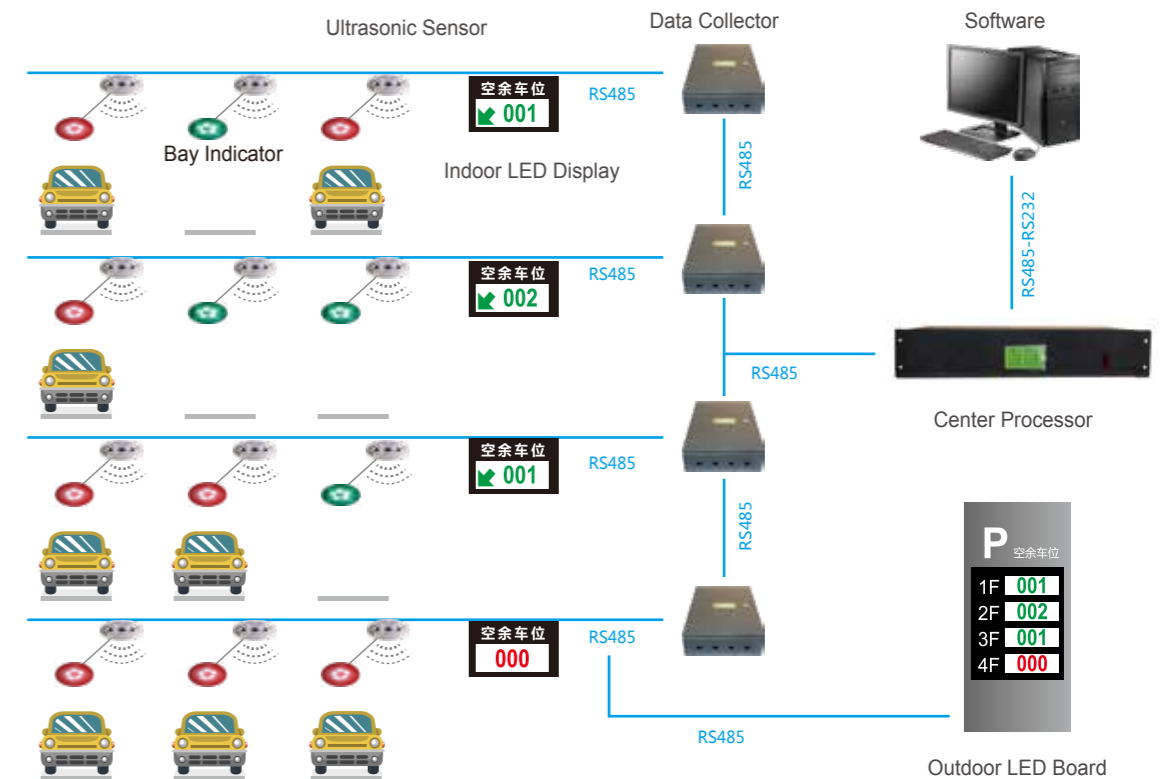 Ultrasonic Sensor
Data Collector
Software
空余车位
001
RS485
Bay Indicator
Indoor LED Display
RS485
RS485-RS232
空余车位
002
RS485
RS485
Center Processor
空余车位
001
RS485
RS485
P 空余车位
1F 001
2F 002
3F 001
4F 000
空余车位
000
RS485
RS485
Outdoor LED Board